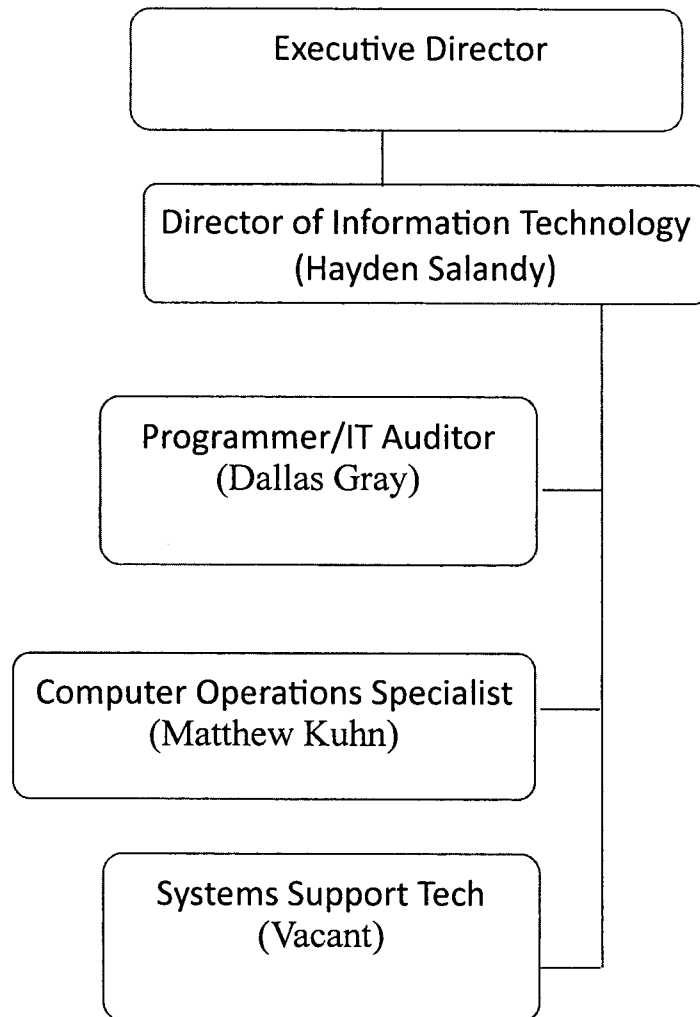 Executive Director
Director of Information Technology
(Hayden Salandy)
Programmer/IT Auditor
(Dallas Gray)
Computer Operations Specialist
(Matthew Kuhn)
Systems Support Tech
(Vacant)